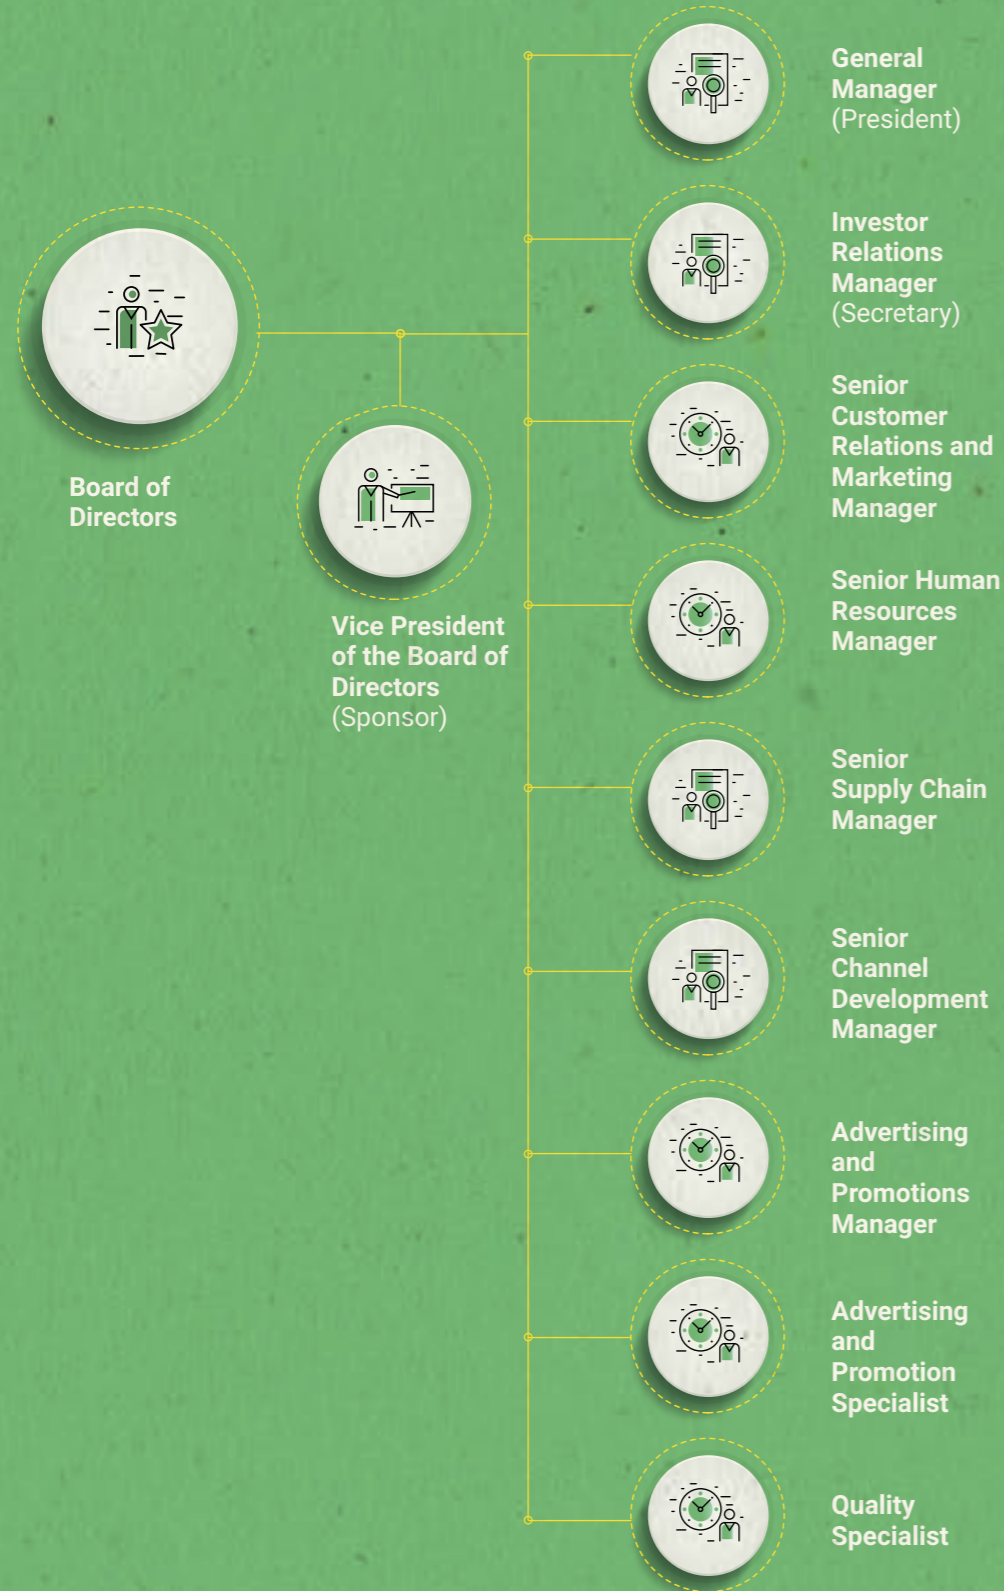 Board of
Directors
Vice President
of the Board of
Directors
(Sponsor)
General
Manager
(President)
Investor
Relations
Manager
(Secretary)
Senior
Customer
Relations and
Marketing
Manager
Senior Human
Resources
Manager
Senior
Supply Chain
Manager
Senior
Channel
Development
Manager
Advertising
and
Promotions
Manager
Advertising
and
Promotion
Specialist
Quality
Specialist